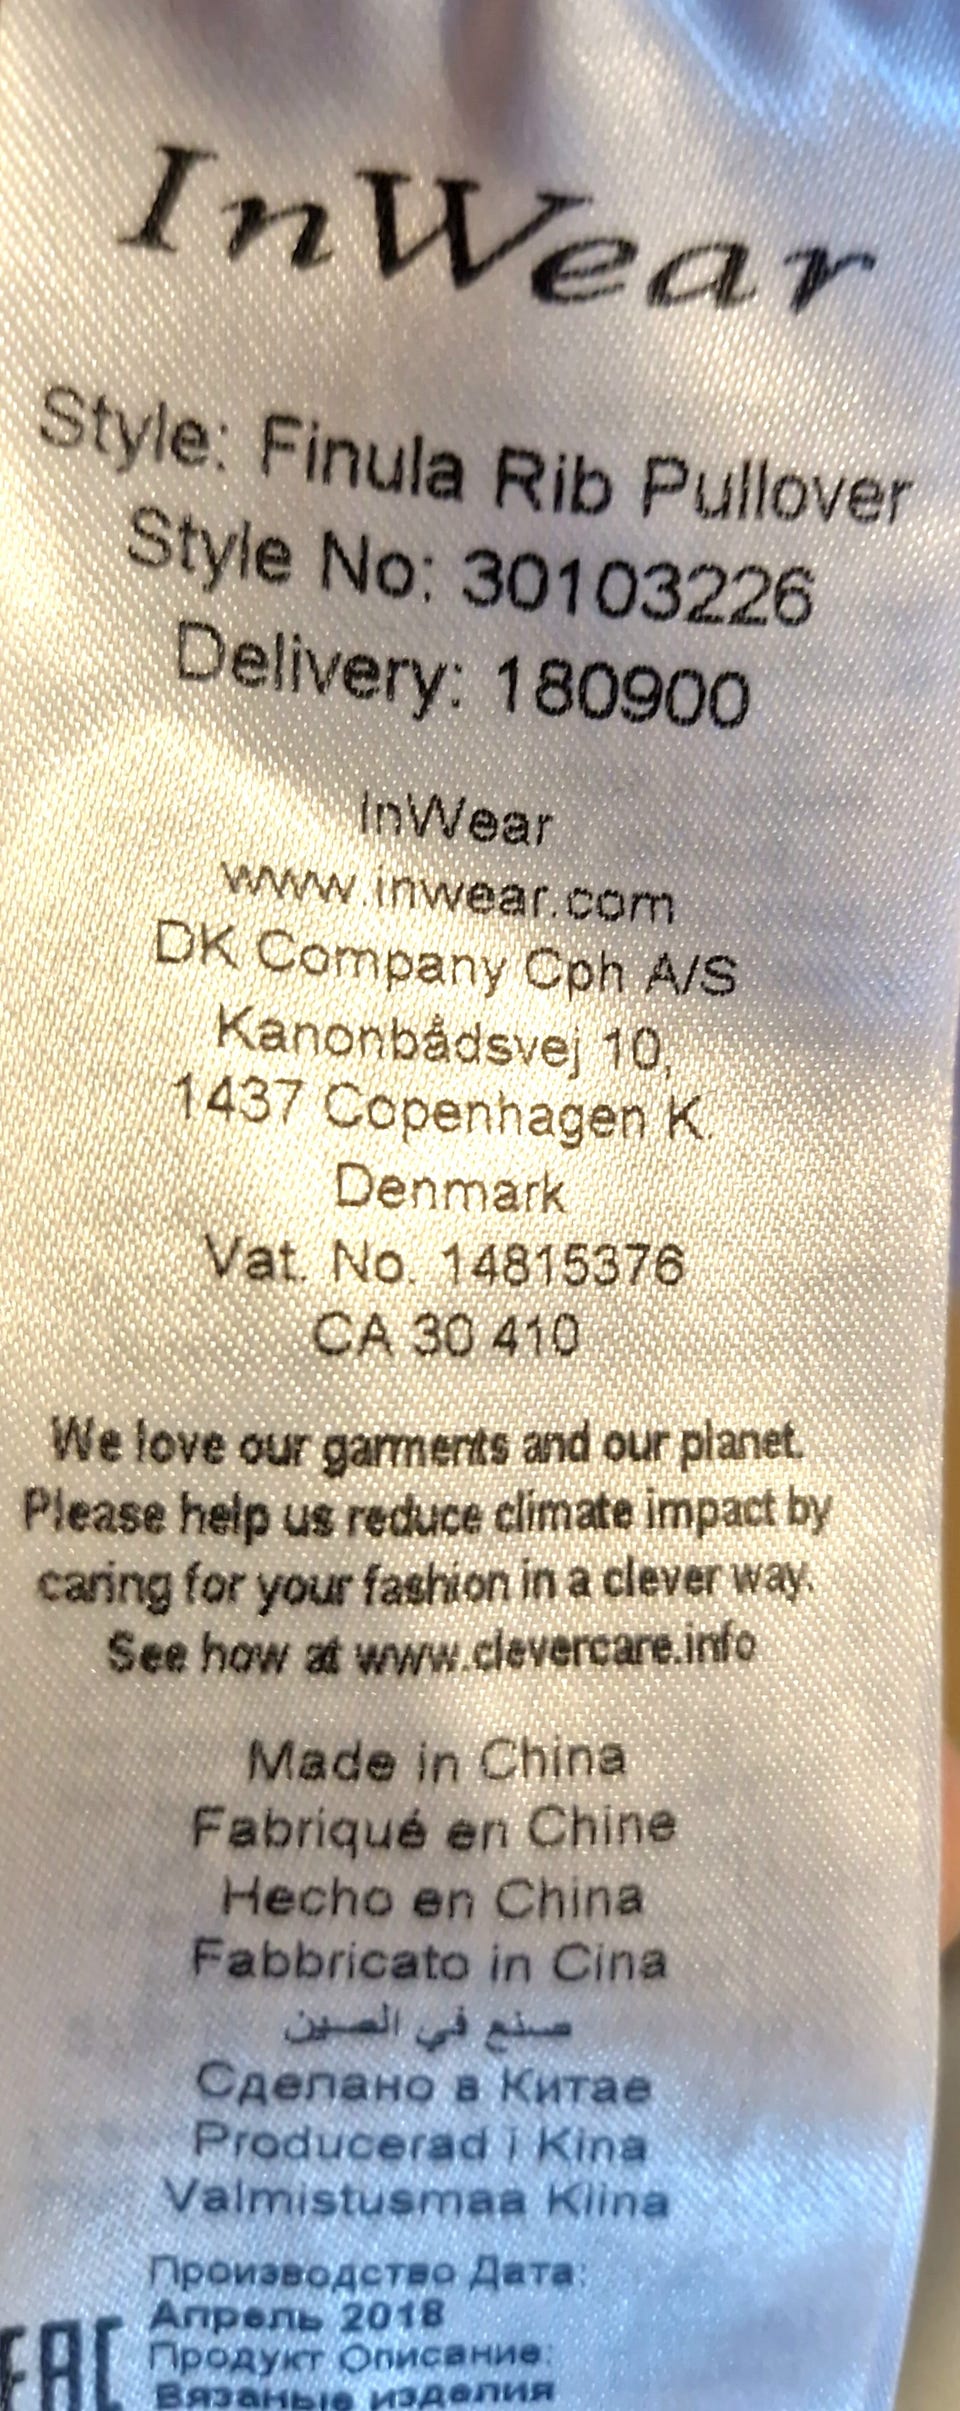 InWear
Style: Finula Rib Pullover
Style No: 30103226
Delivery: 180900
InWear
www.inwear.com
DK Company Cph A/S
Kanonbådsvej 10,
1437 Copenhagen K.
Denmark
Vat. No. 14815376
CA 30 410
We love our garments and our planet.
Please help us reduce climate impact by
caring for your fashion in a clever way.
See how at www.clevercare.info
Made in China
Fabriqué en Chine
Hecho en China
Fabbricato in Cina
صنع في الصين
Сделано в Китае
Producerad i Kina
Valmistusmaa Kiina
Производство Дата:
Апрель 2018
EAC
Продукт Описание:
Вязаные изделия